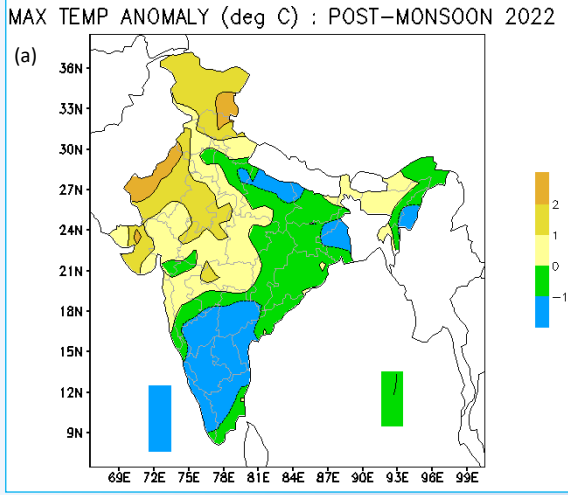 MAX TEMP ANOMALY (deg C) : POST-MONSOON 2022
(a)
36N
33N
30N
27N
24N
21N
18N
15N
12N
9N
69E 72E 75E 78E 81E 84E 87E 90E 93E 96E 99E
2
1
0
-1